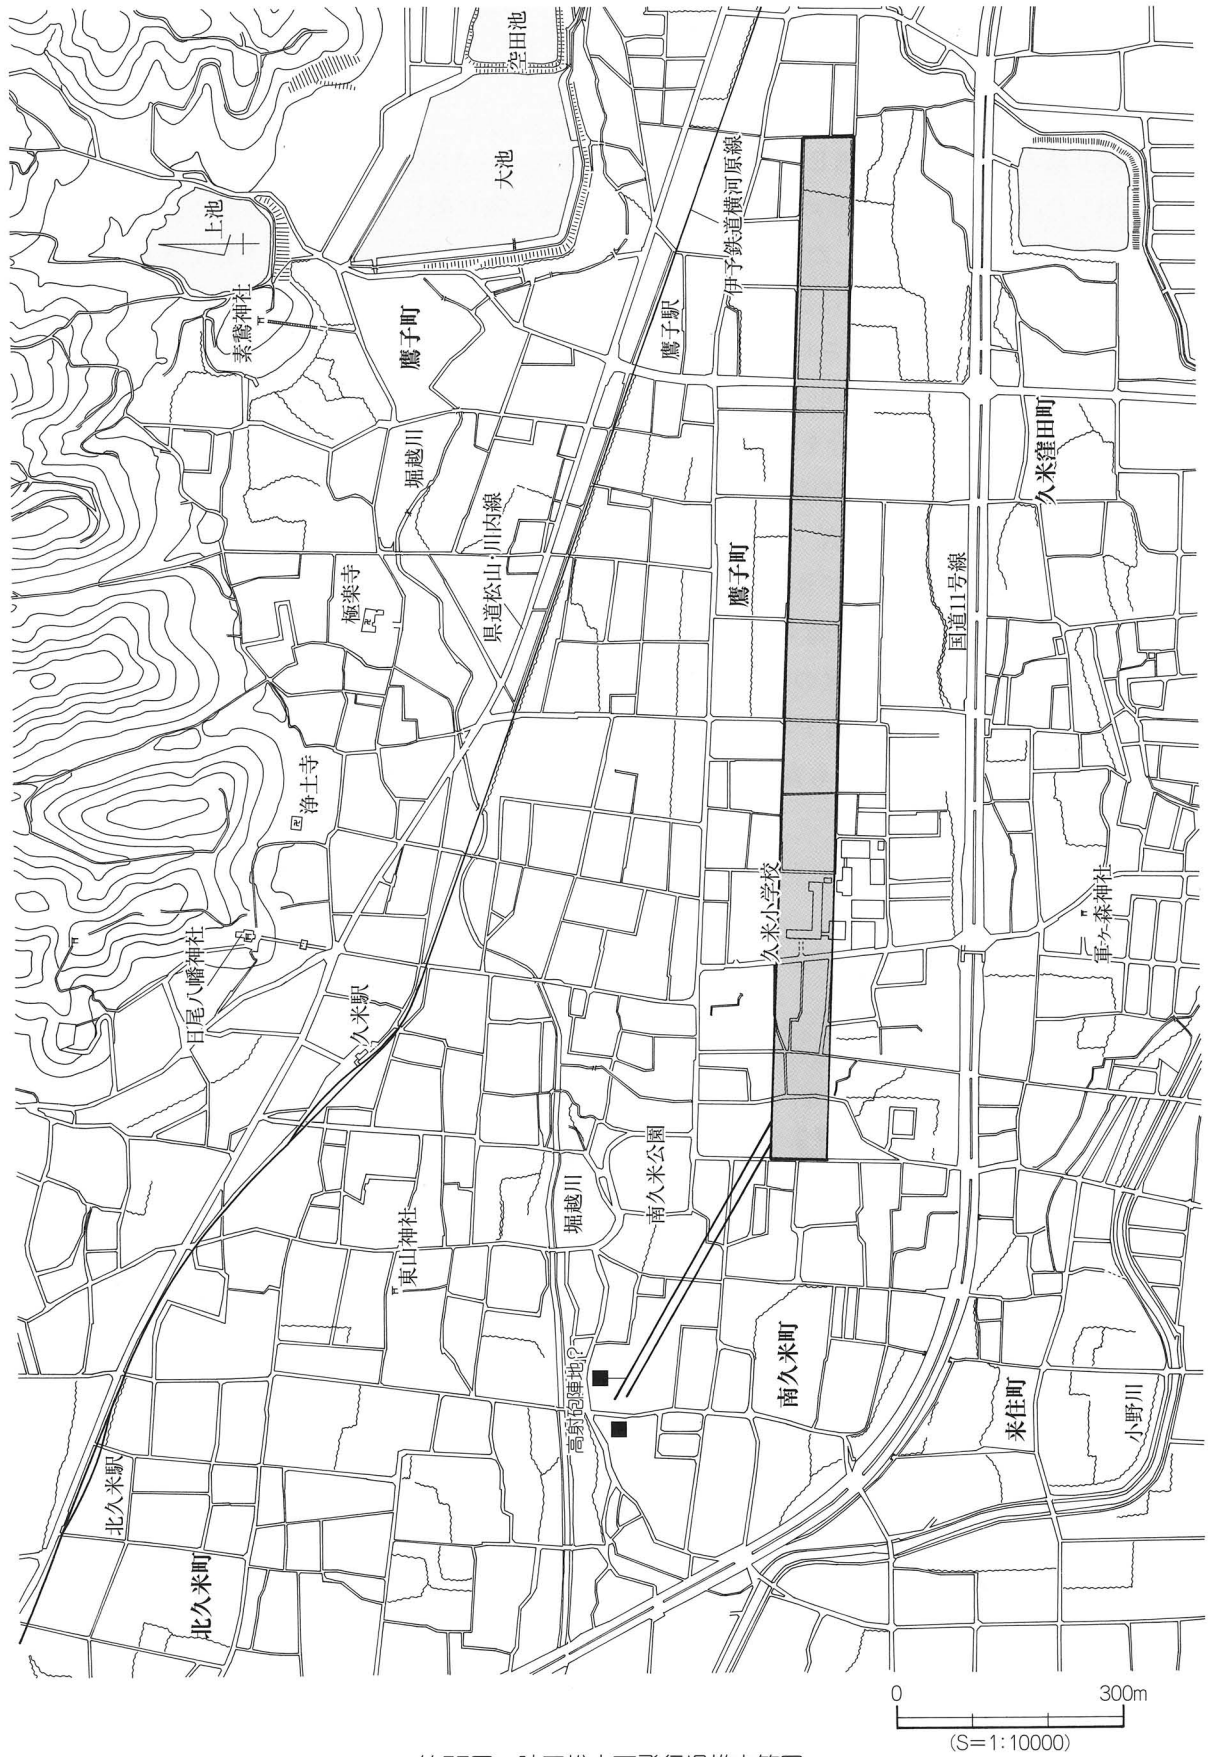 空田池
大池
上池
素鵞神社
鷹子町
鷹子駅
伊予鉄道横河原線
堀越川
県道松山・川内線
久米窪田町
極楽寺
鷹子町
国道11号線
浄土寺
久米小学校
軍ヶ森神社
日尾八幡神社
久米駅
南久米公園
堀越川
東山神社
高射砲陣地?
南久米町
来住町
小野川
北久米駅
北久米町
0 300m
(S=1:10000)